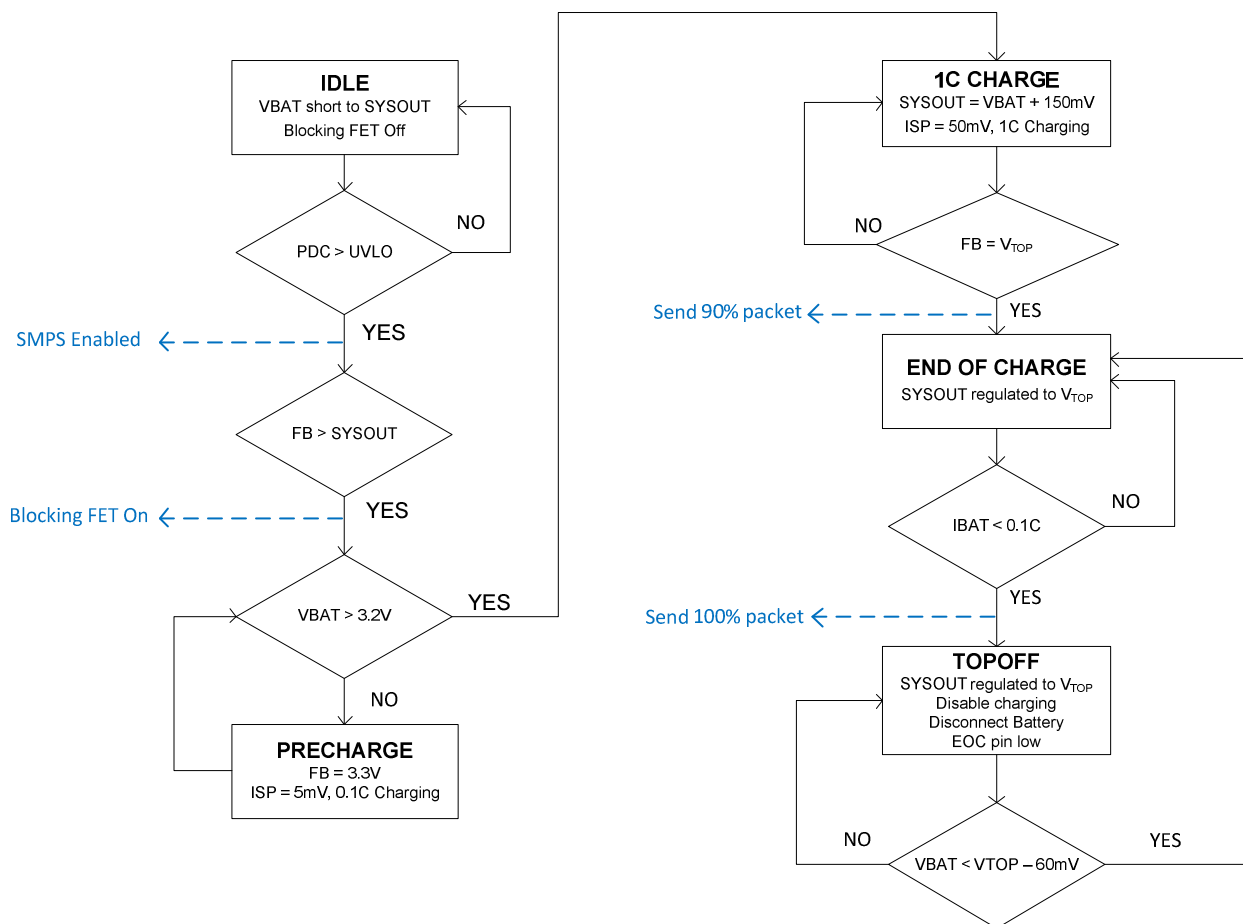 IDLE
VBAT short to SYSOUT
Blocking FET Off
NO
PDC > UVLO
YES
SMPS Enabled
FB > SYSOUT
YES
Blocking FET On
VBAT > 3.2V
YES
NO
PRECHARGE
FB = 3.3V
ISP = 5mV, 0.1C Charging
1C CHARGE
SYSOUT = VBAT + 150mV
ISP = 50mV, 1C Charging
NO
FB = VTOP
Send 90% packet
YES
END OF CHARGE
SYSOUT regulated to VTOP
NO
IBAT < 0.1C
YES
Send 100% packet
TOPOFF
SYSOUT regulated to VTOP
Disable charging
Disconnect Battery
EOC pin low
NO
YES
VBAT < VTOP – 60mV